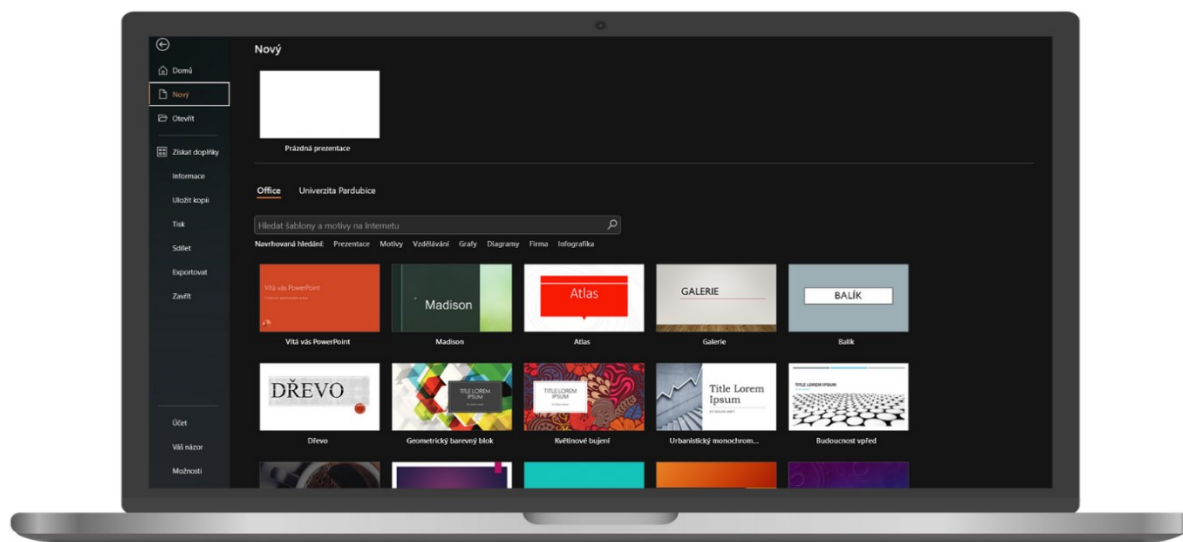 Nový
Domů
Nový
Otevřít
Získat doplňky
Informace
Uložit kopii
Tisk
Sdílet
Exportovat
Zavřít
Účet
Váš názor
Možnosti
Prázdná prezentace
Office
Univerzita Pardubice
Hledat šablony a motivy na Internetu
Navrhovaná hledání: Prezentace Motivy Vzdělávání Grafy Diagramy Firma Infografika
Vítá vás PowerPoint
Madison
Atlas
GALERIE
BALÍK
Vítá vás PowerPoint
Madison
Atlas
Galerie
Balík
DŘEVO
TITLE LOREM
IPSUM
TITLE LOREM
IPSUM
Title Lorem
Ipsum
TITLE LOREM IPSUM
Dřevo
Geometrický barevný blok
Květinové bujení
Urbanistický monochrom...
Budoucnost vpřed